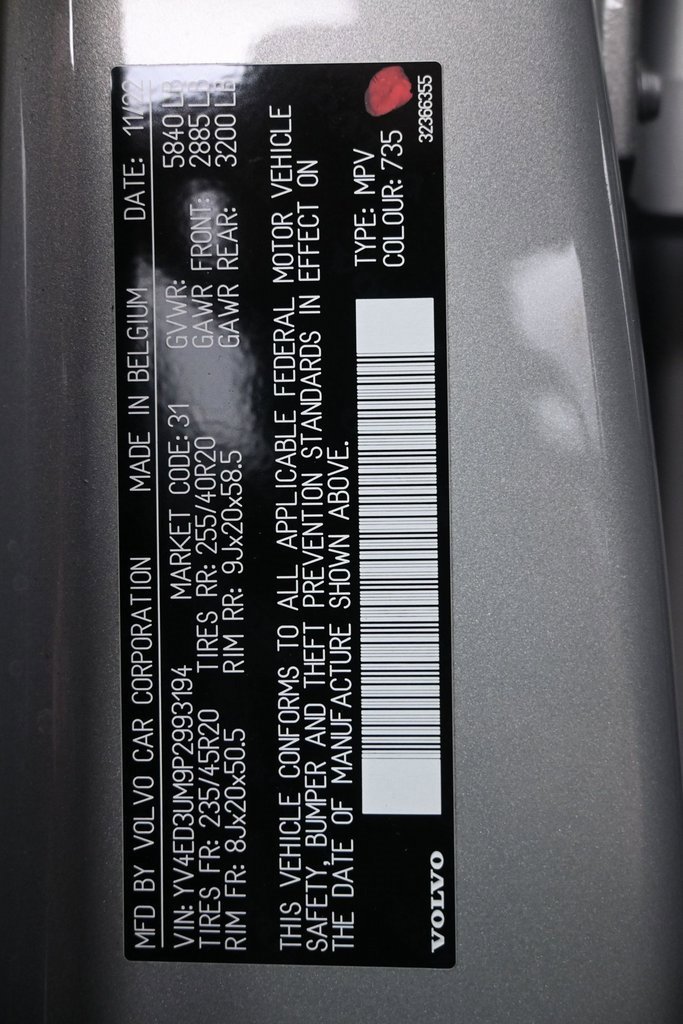 MFD BY VOLVO CAR CORPORATION MADE IN BELGIUM DATE: 11/22
VIN: YV4ED3UM9P2993194 MARKET CODE: 31 GVWR: 5840 LB
TIRES FR: 235/45R20 TIRES RR: 255/40R20 GAWR FRONT: 2885 LB
RIM FR: 8Jx20x50.5 RIM RR: 9Jx20x58.5 GAWR REAR: 3200 LB
THIS VEHICLE CONFORMS TO ALL APPLICABLE FEDERAL MOTOR VEHICLE
SAFETY, BUMPER AND THEFT PREVENTION STANDARDS IN EFFECT ON
THE DATE OF MANUFACTURE SHOWN ABOVE.
TYPE: MPV
COLOUR: 735
VOLVO
32366355